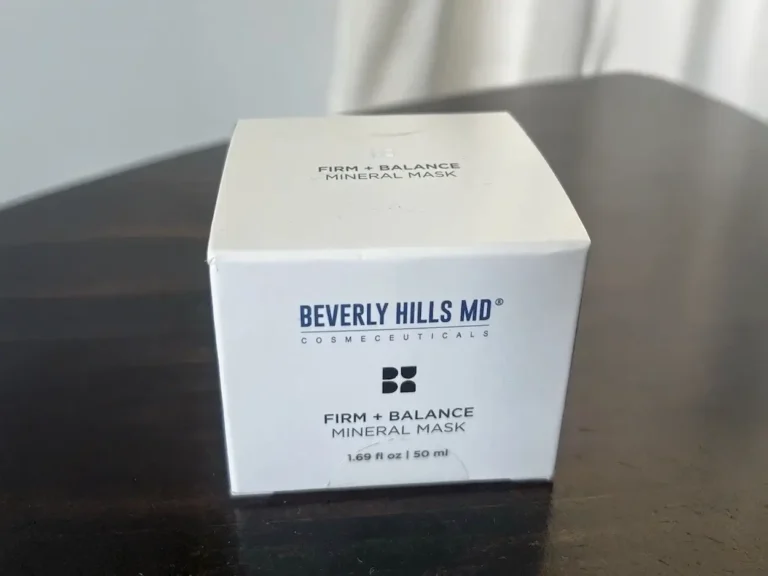 FIRM + BALANCE
MINERAL MASK
BEVERLY HILLS MD®
COSMECEUTICALS
FIRM + BALANCE
MINERAL MASK
1.69 fl oz | 50 ml